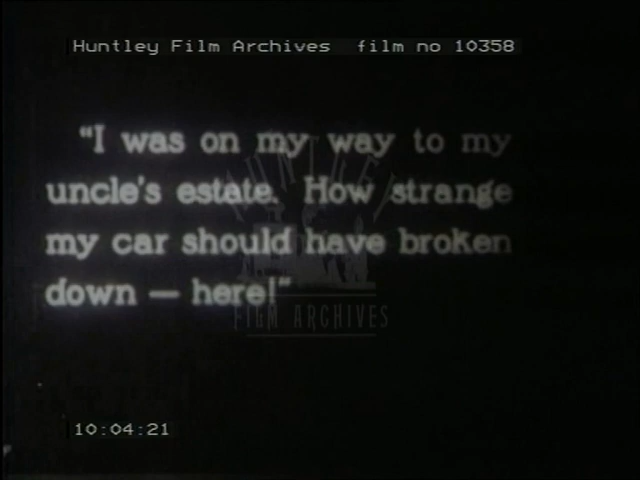 Huntley Film Archives film no 10358
"I was on my way to my
uncle's estate. How strange
my car should have broken
down — here!"
HUNTLEY
FILM ARCHIVES
10:04:21